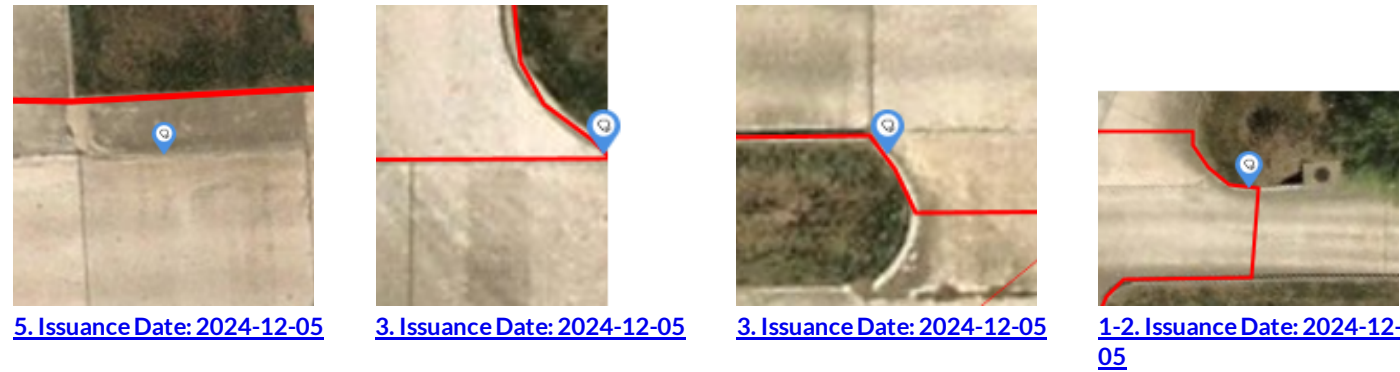 5. Issuance Date: 2024-12-05
3. Issuance Date: 2024-12-05
3. Issuance Date: 2024-12-05
1-2. Issuance Date: 2024-12-
05